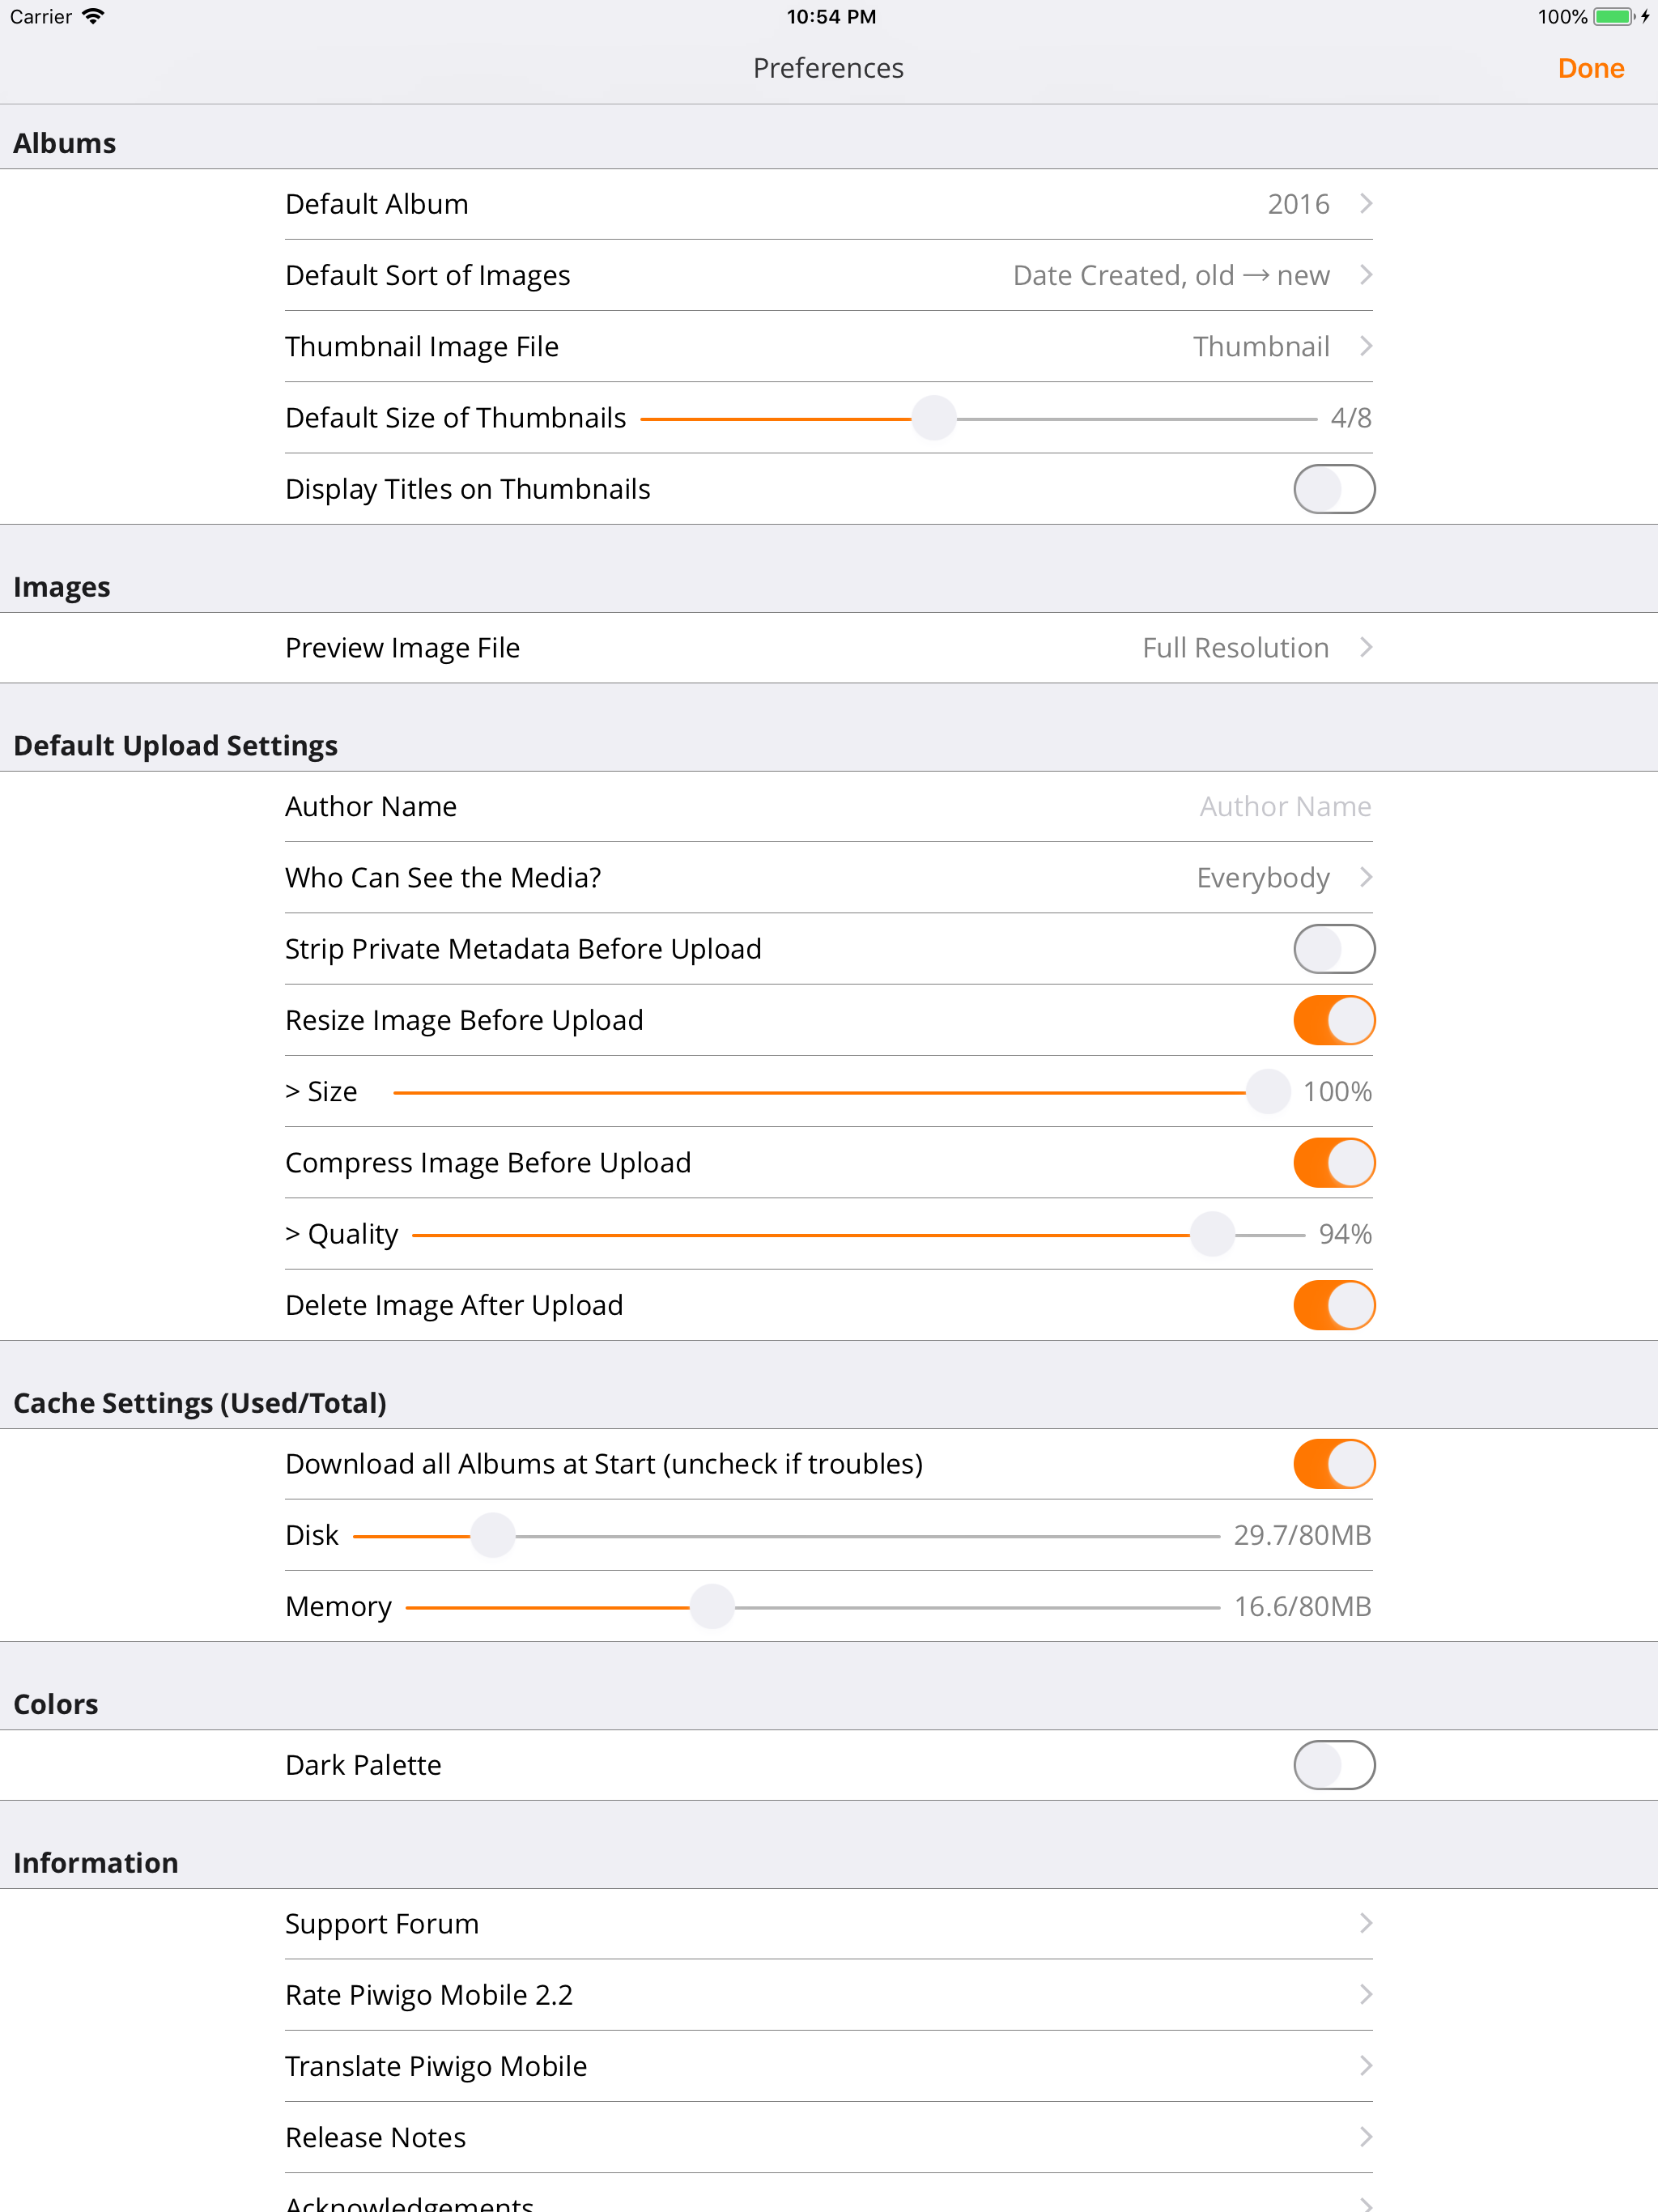 Carrier 10:54 PM 100%
Preferences Done
Albums
Default Album 2016
Default Sort of Images Date Created, old → new
Thumbnail Image File Thumbnail
Default Size of Thumbnails 4/8
Display Titles on Thumbnails
Images
Preview Image File Full Resolution
Default Upload Settings
Author Name Author Name
Who Can See the Media? Everybody
Strip Private Metadata Before Upload
Resize Image Before Upload
> Size 100%
Compress Image Before Upload
> Quality 94%
Delete Image After Upload
Cache Settings (Used/Total)
Download all Albums at Start (uncheck if troubles)
Disk 29.7/80MB
Memory 16.6/80MB
Colors
Dark Palette
Information
Support Forum
Rate Piwigo Mobile 2.2
Translate Piwigo Mobile
Release Notes
Acknowledgements